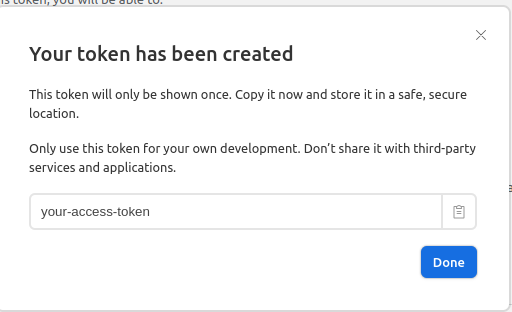 is token, you will be able to:
Your token has been created
This token will only be shown once. Copy it now and store it in a safe, secure
location.
Only use this token for your own development. Don’t share it with third-party
services and applications.
your-access-token
Done